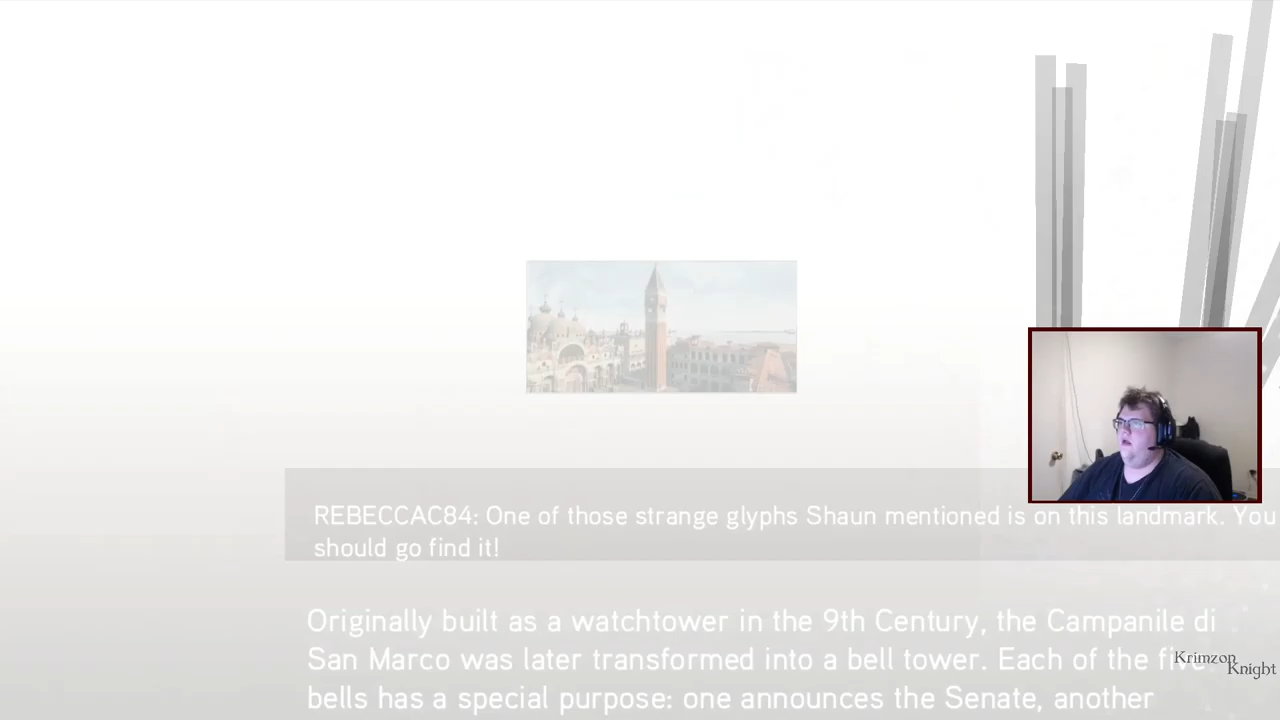 REBECCAC84: One of those strange glyphs Shaun mentioned is on this landmark. You
should go find it!
Originally built as a watchtower in the 9th Century, the Campanile di
San Marco was later transformed into a bell tower. Each of the five
bells has a special purpose: one announces the Senate, another
Krimzon
Knight